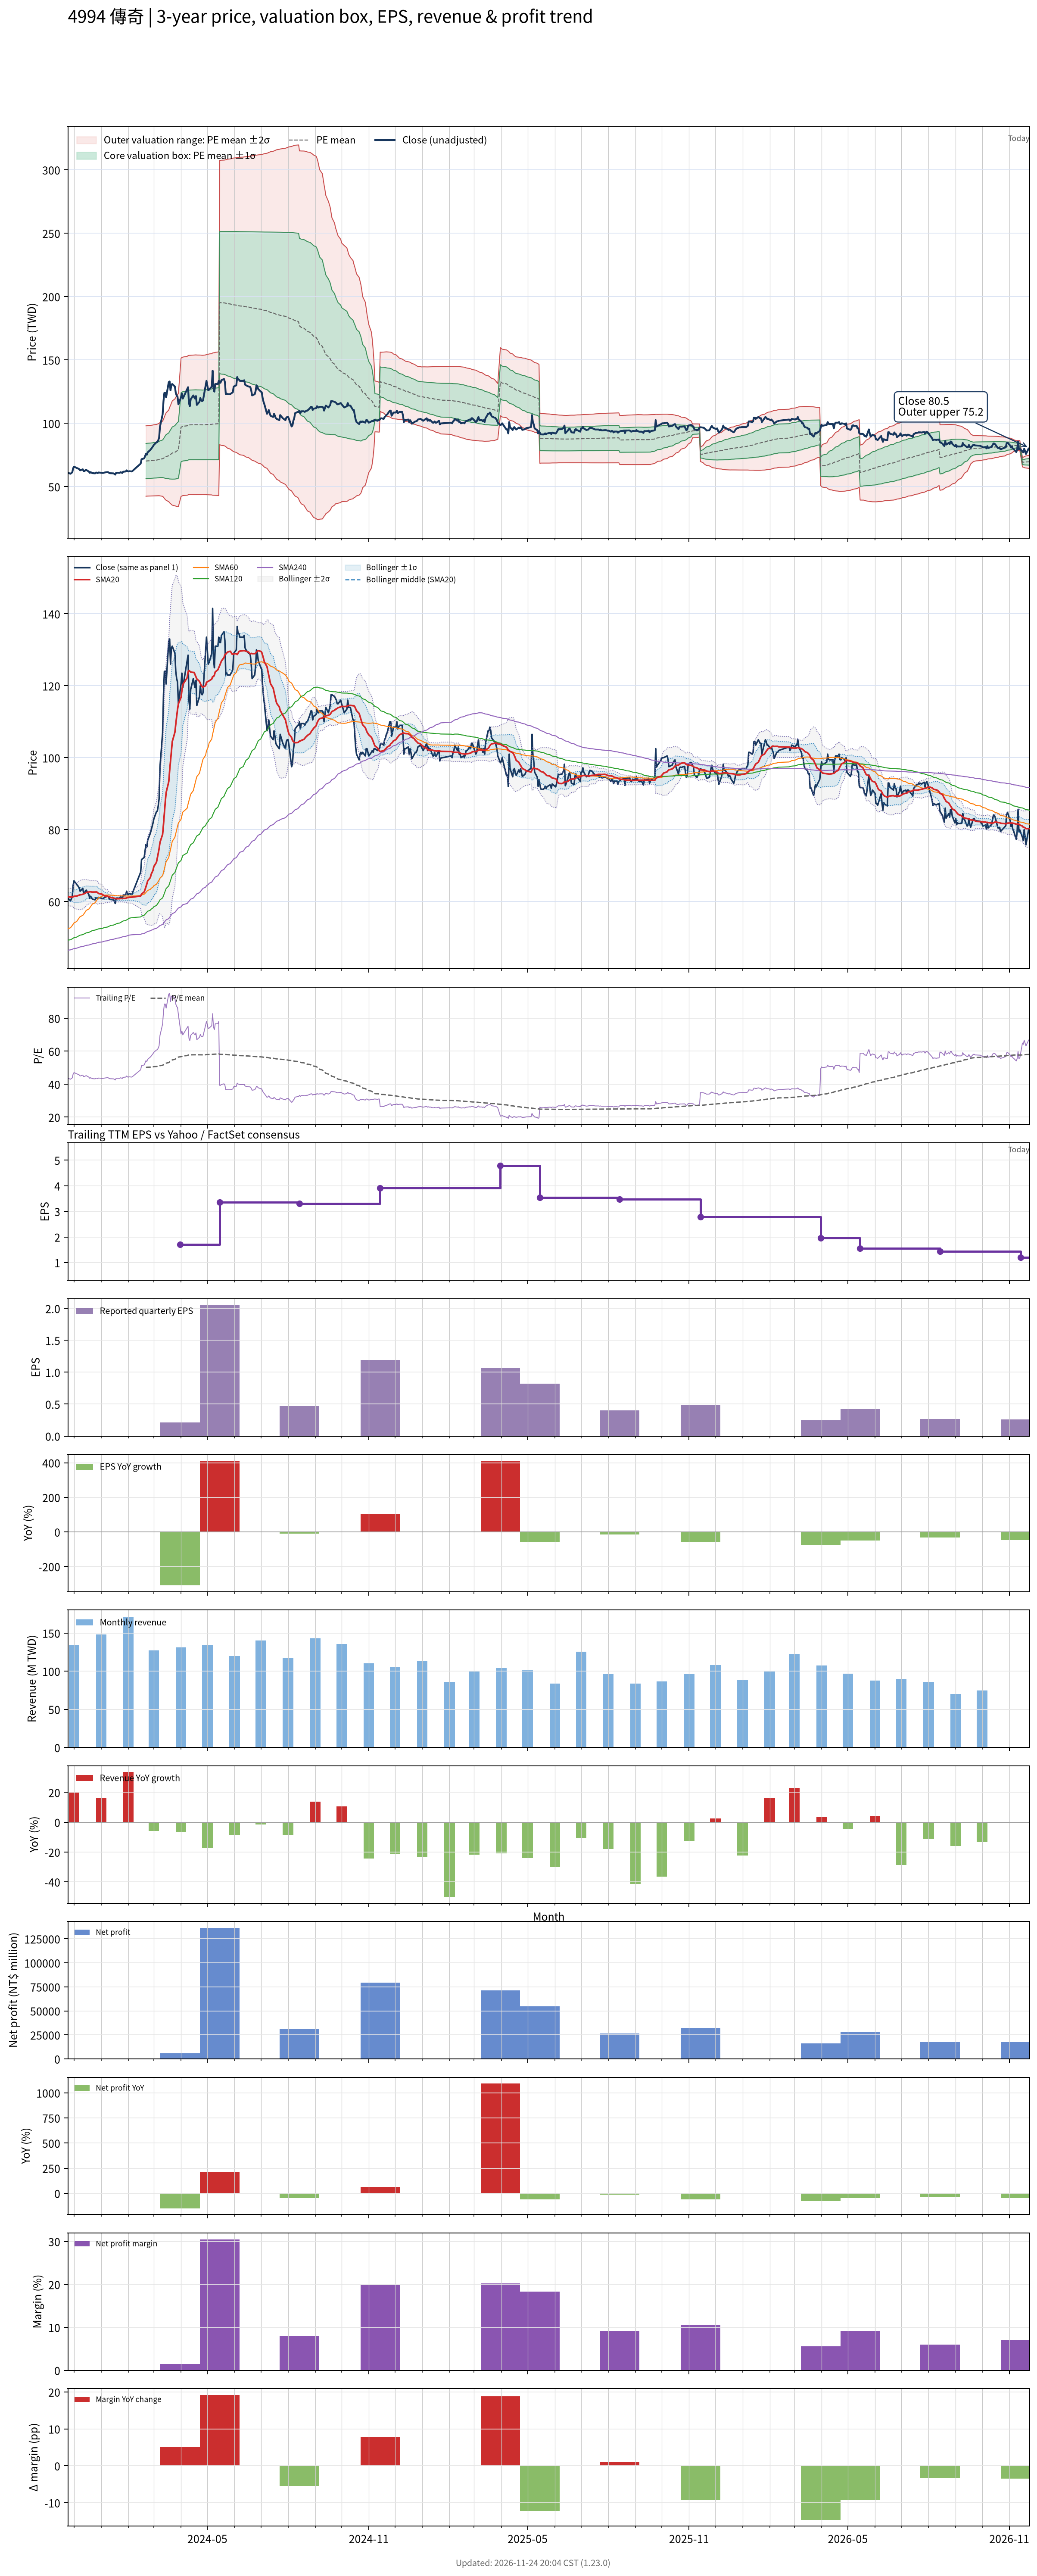 4994 傳奇 | 3-year price, valuation box, EPS, revenue & profit trend
Outer valuation range: PE mean ±2σ
PE mean
Close (unadjusted)
Core valuation box: PE mean ±1σ
Today
Close 80.5
Outer upper 75.2
Price (TWD)
300
250
200
150
100
50
Close (same as panel 1)
SMA20
SMA60
SMA120
SMA240
Bollinger ±2σ
Bollinger ±1σ
Bollinger middle (SMA20)
Price
140
120
100
80
60
Trailing P/E
P/E mean
P/E
80
60
40
20
Trailing TTM EPS vs Yahoo / FactSet consensus
Today
EPS
5
4
3
2
1
Reported quarterly EPS
EPS
2.0
1.5
1.0
0.5
0.0
EPS YoY growth
YoY (%)
400
200
0
-200
Monthly revenue
Revenue (M TWD)
150
100
50
0
Revenue YoY growth
YoY (%)
20
0
-20
-40
Month
Net profit
Net profit (NT$ million)
125000
100000
75000
50000
25000
0
Net profit YoY
YoY (%)
1000
750
500
250
0
Net profit margin
Margin (%)
30
20
10
0
Margin YoY change
Δ margin (pp)
20
10
0
-10
2024-05
2024-11
2025-05
2025-11
2026-05
2026-11
Updated: 2026-11-24 20:04 CST (1.23.0)